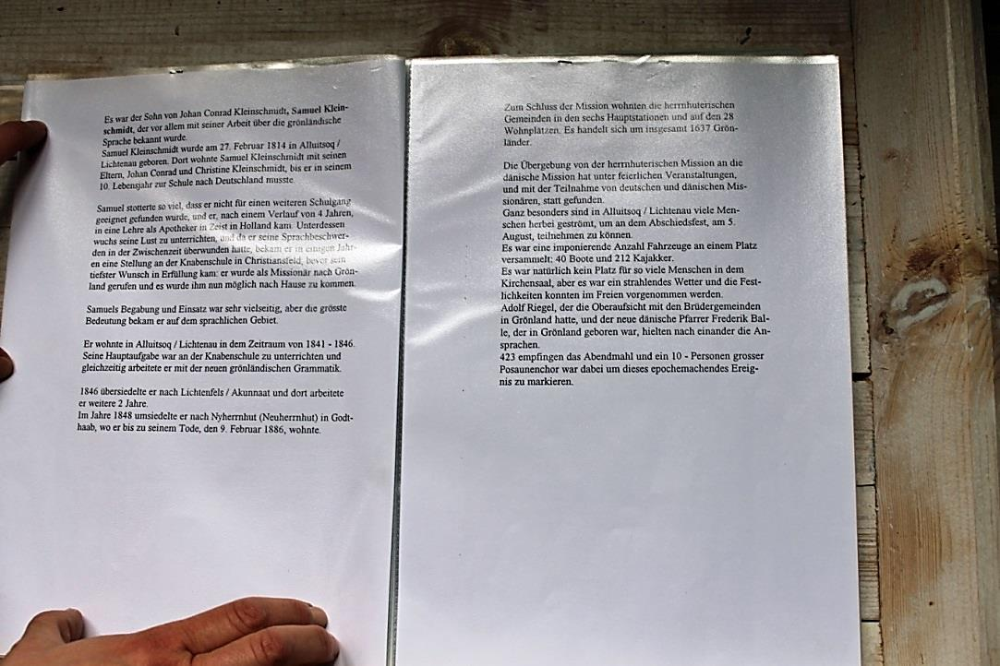 Es war der Sohn von Johan Conrad Kleinschmidt, Samuel Klein-
schmidt, der vor allem mit seiner Arbeit über die grönländische
Sprache bekannt wurde.
Samuel Kleinschmidt wurde am 27. Februar 1814 in Alluitsoq /
Lichtenau geboren. Dort wohnte Samuel Kleinschmidt mit seinen
Eltern, Johan Conrad und Christine Kleinschmidt, bis er in seinem
10. Lebensjahr zur Schule nach Deutschland musste.
Samuel stotterte so viel, dass er nicht für einen weiteren Schulgang
geeignet gefunden wurde, und er, nach einem Verlauf von 4 Jahren,
in eine Lehre als Apotheker in Zeist in Holland kam. Unterdessen
wuchs seine Lust zu unterrichten, und da er seine Sprachbeschwer-
den in der Zwischenzeit überwunden hatte, bekam er in einigen Jahr-
en eine Stellung an der Knabenschule in Christiansfeld, bevor sein
tiefster Wunsch in Erfüllung kam: er wurde als Missionär nach Grön-
land gerufen und es wurde ihm nun möglich nach Hause zu kommen.
Samuels Begabung und Einsatz war sehr vielseitig, aber die grösste
Bedeutung bekam er auf dem sprachlichen Gebiet.
Er wohnte in Alluitsoq / Lichtenau in dem Zeitraum von 1841 - 1846.
Seine Hauptaufgabe war an der Knabenschule zu unterrichten und
gleichzeitig arbeitete er mit der neuen grönländischen Grammatik.
1846 übersiedelte er nach Lichtenfels / Akunnaat und dort arbeitete
er weitere 2 Jahre.
Im Jahre 1848 umsiedelte er nach Nyherrnhut (Neuherrnhut) in Godt-
haab, wo er bis zu seinem Tode, den 9. Februar 1886, wohnte.
Zum Schluss der Mission wohnten die herrnhuterischen
Gemeinden in den sechs Hauptstationen und auf den 28
Wohnplätzen. Es handelt sich um insgesamt 1637 Grön-
länder.
Die Übergebung von der herrnhuterischen Mission an die
dänische Mission hat unter feierlichen Veranstaltungen,
und mit der Teilnahme von deutschen und dänischen Mis-
sionären, statt gefunden.
Ganz besonders sind in Alluitsoq / Lichtenau viele Men-
schen herbei geströmt, um an dem Abschiedsfest, am 5.
August, teilnehmen zu können.
Es war eine imponierende Anzahl Fahrzeuge an einem Platz
versammelt: 40 Boote und 212 Kajakker.
Es war natürlich kein Platz für so viele Menschen in dem
Kirchensaal, aber es war ein strahlendes Wetter und die Fest-
lichkeiten konnten im Freien vorgenommen werden.
Adolf Riegel, der die Oberaufsicht mit den Brüdergemeinden
in Grönland hatte, und der neue dänische Pfarrer Frederik Bal-
le, der in Grönland geboren war, hielten nach einander die An-
sprachen.
423 empfingen das Abendmahl und ein 10 - Personen grosser
Posaunenchor war dabei um dieses epochemachendes Ereig-
nis zu markieren.